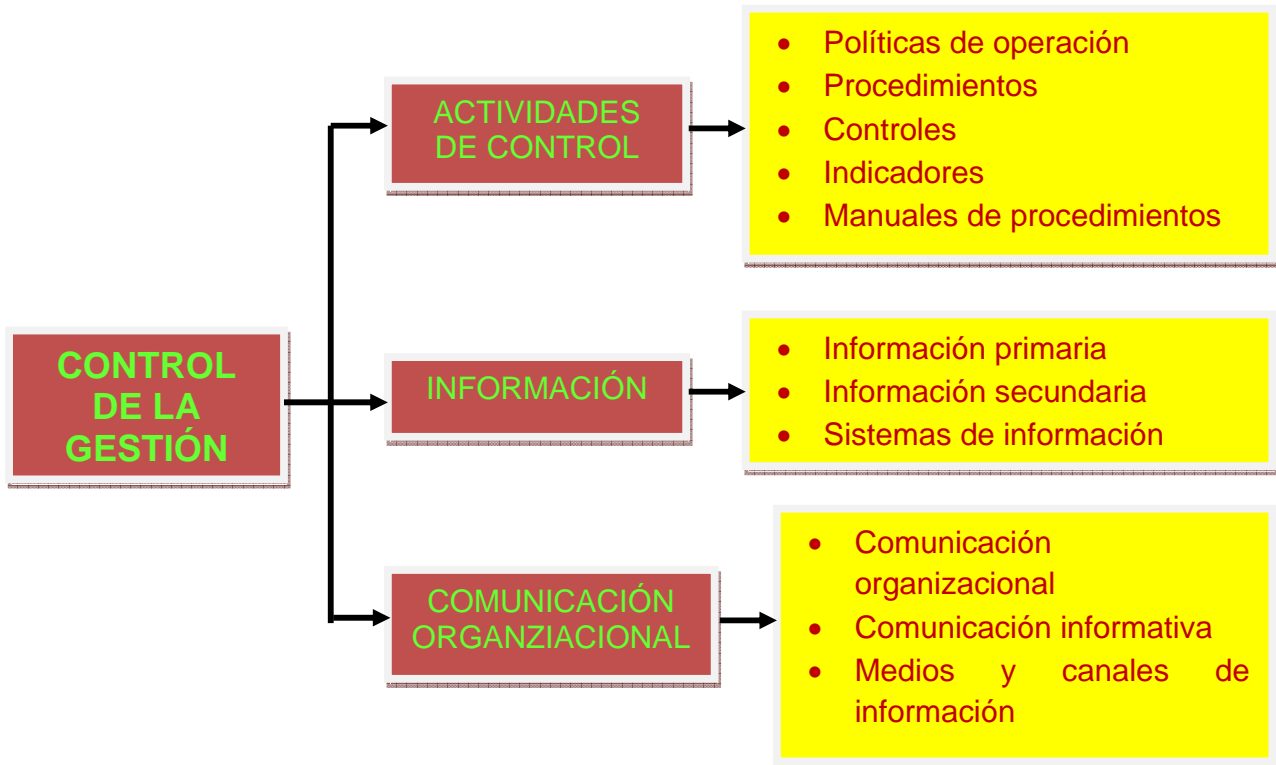 CONTROL
DE LA
GESTIÓN
ACTIVIDADES
DE CONTROL
• Políticas de operación
• Procedimientos
• Controles
• Indicadores
• Manuales de procedimientos
INFORMACIÓN
• Información primaria
• Información secundaria
• Sistemas de información
COMUNICACIÓN
ORGANZIACIONAL
• Comunicación
organizacional
• Comunicación informativa
• Medios y canales de
información